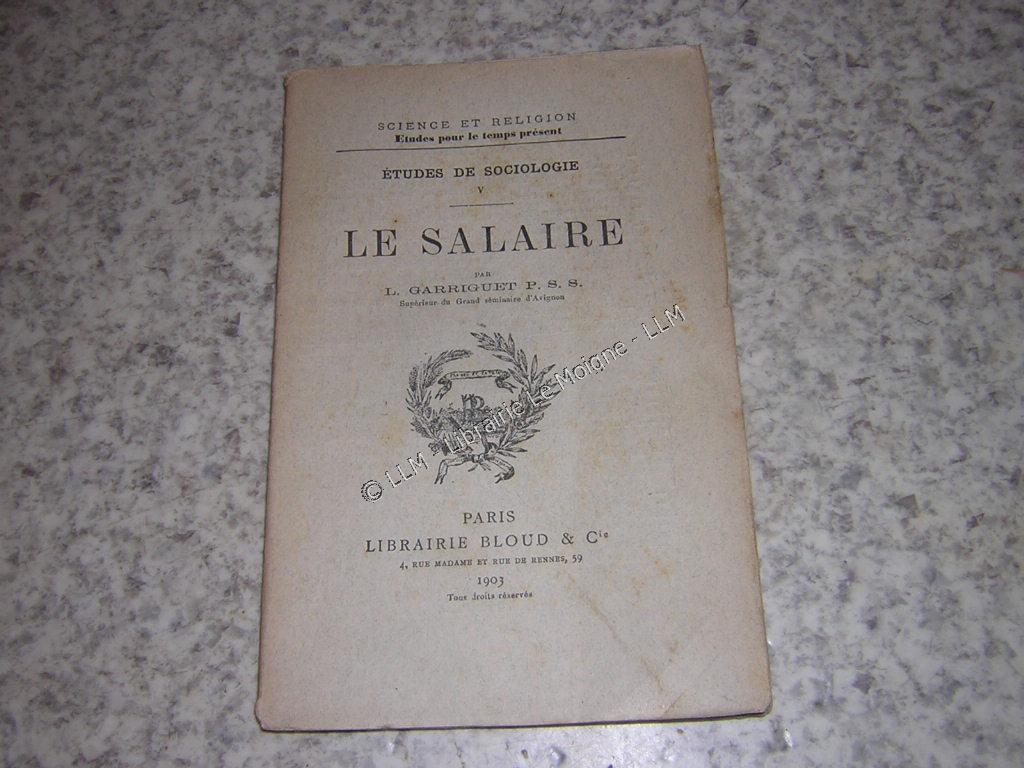 SCIENCE ET RELIGION
Etudes pour le temps présent
ÉTUDES DE SOCIOLOGIE
V
LE SALAIRE
PAR
L. GARRIGUET P. S. S.
Supérieur du Grand séminaire d'Avignon
© LLM - Librairie Le Moigne - LLM
PARIS
LIBRAIRIE BLOUD & Cie
4, RUE MADAME ET RUE DE RENNES, 59
1903
Tous droits réservés